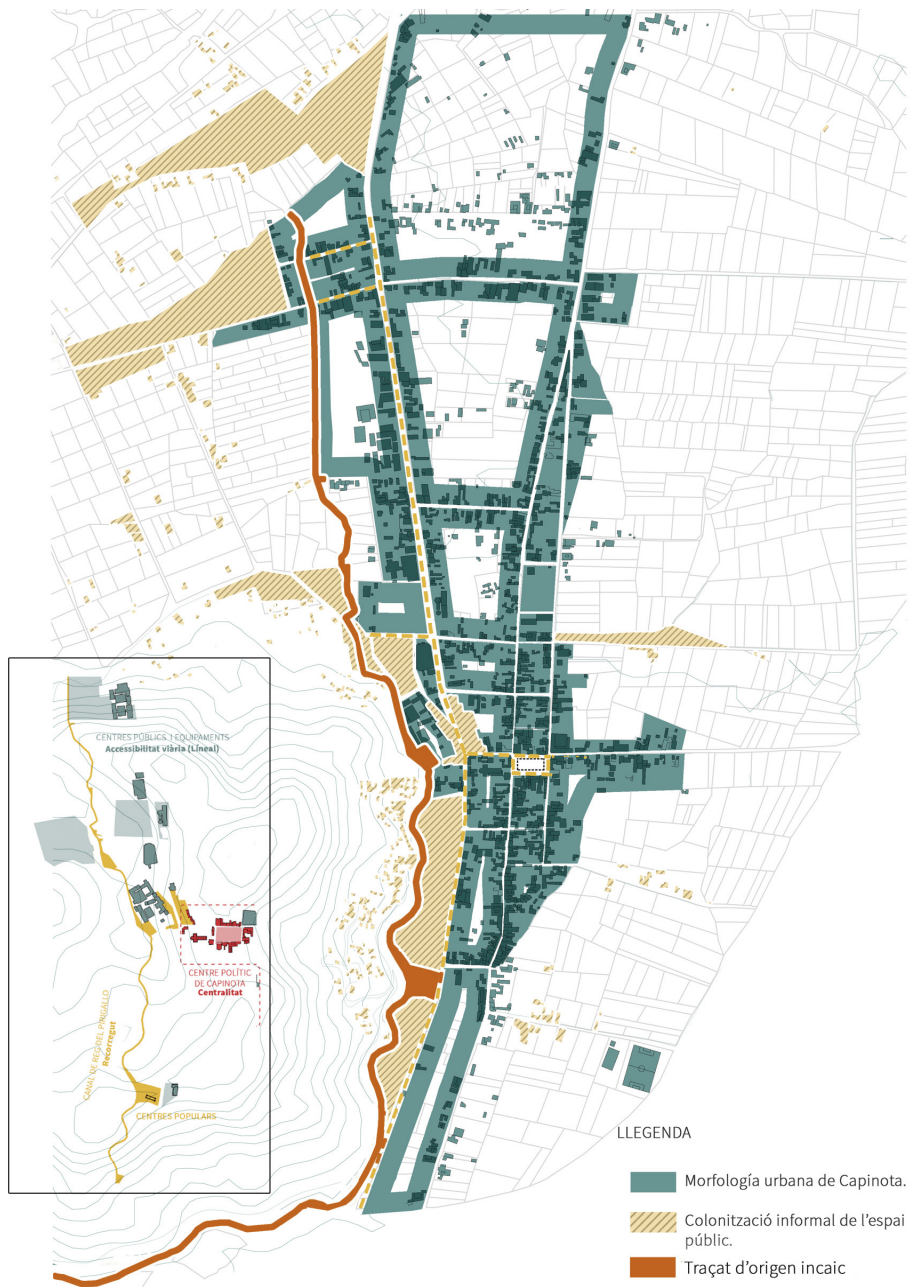 CENTRES PÚBLICS I EQUIPAMENTS
Accessibilitat viària (Lineal)
CENTRE POLÍTIC
DE CAPINOTA
Centralitat
CANAL DE REG DEL PIRIGALLO
Recorregut
CENTRES POPULARS
LLEGENDA
Morfología urbana de Capinota.
Colonització informal de l’espai
públic.
Traçat d’origen incaic